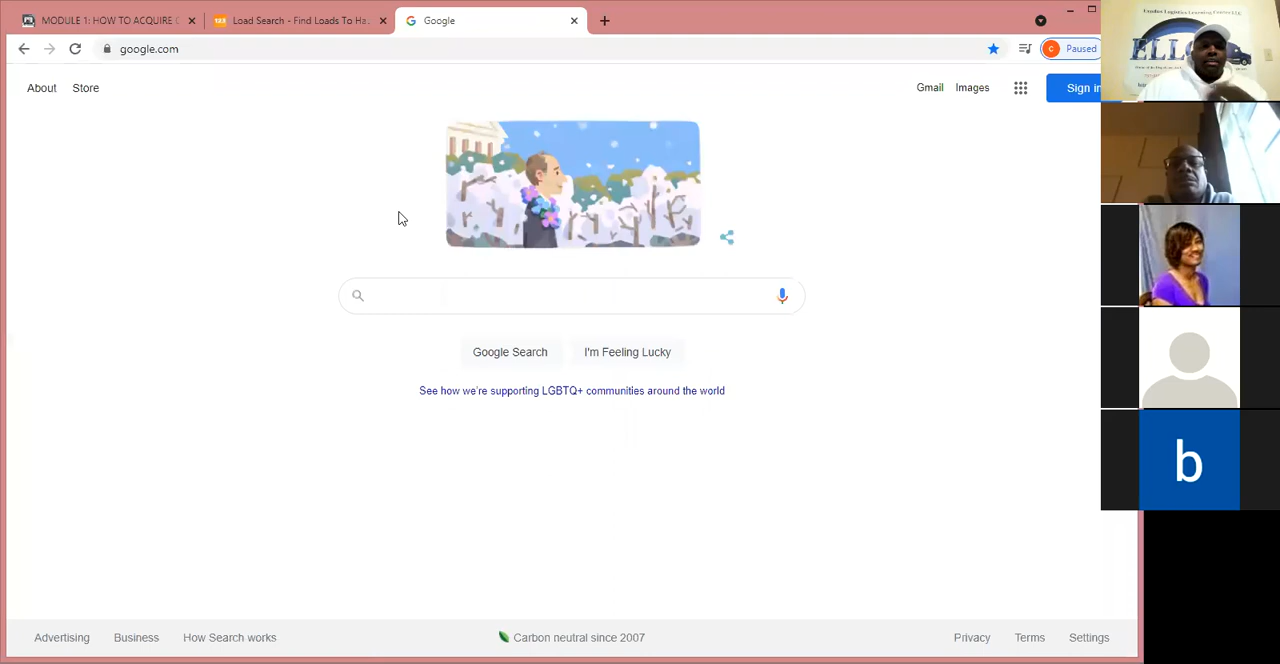 MODULE 1: HOW TO ACQUIRE
Load Search - Find Loads To Ha
Google
google.com
Paused
About
Store
Gmail
Images
Sign in
Google Search
I'm Feeling Lucky
See how we're supporting LGBTQ+ communities around the world
Advertising
Business
How Search works
Carbon neutral since 2007
Privacy
Terms
Settings
ELLC
b